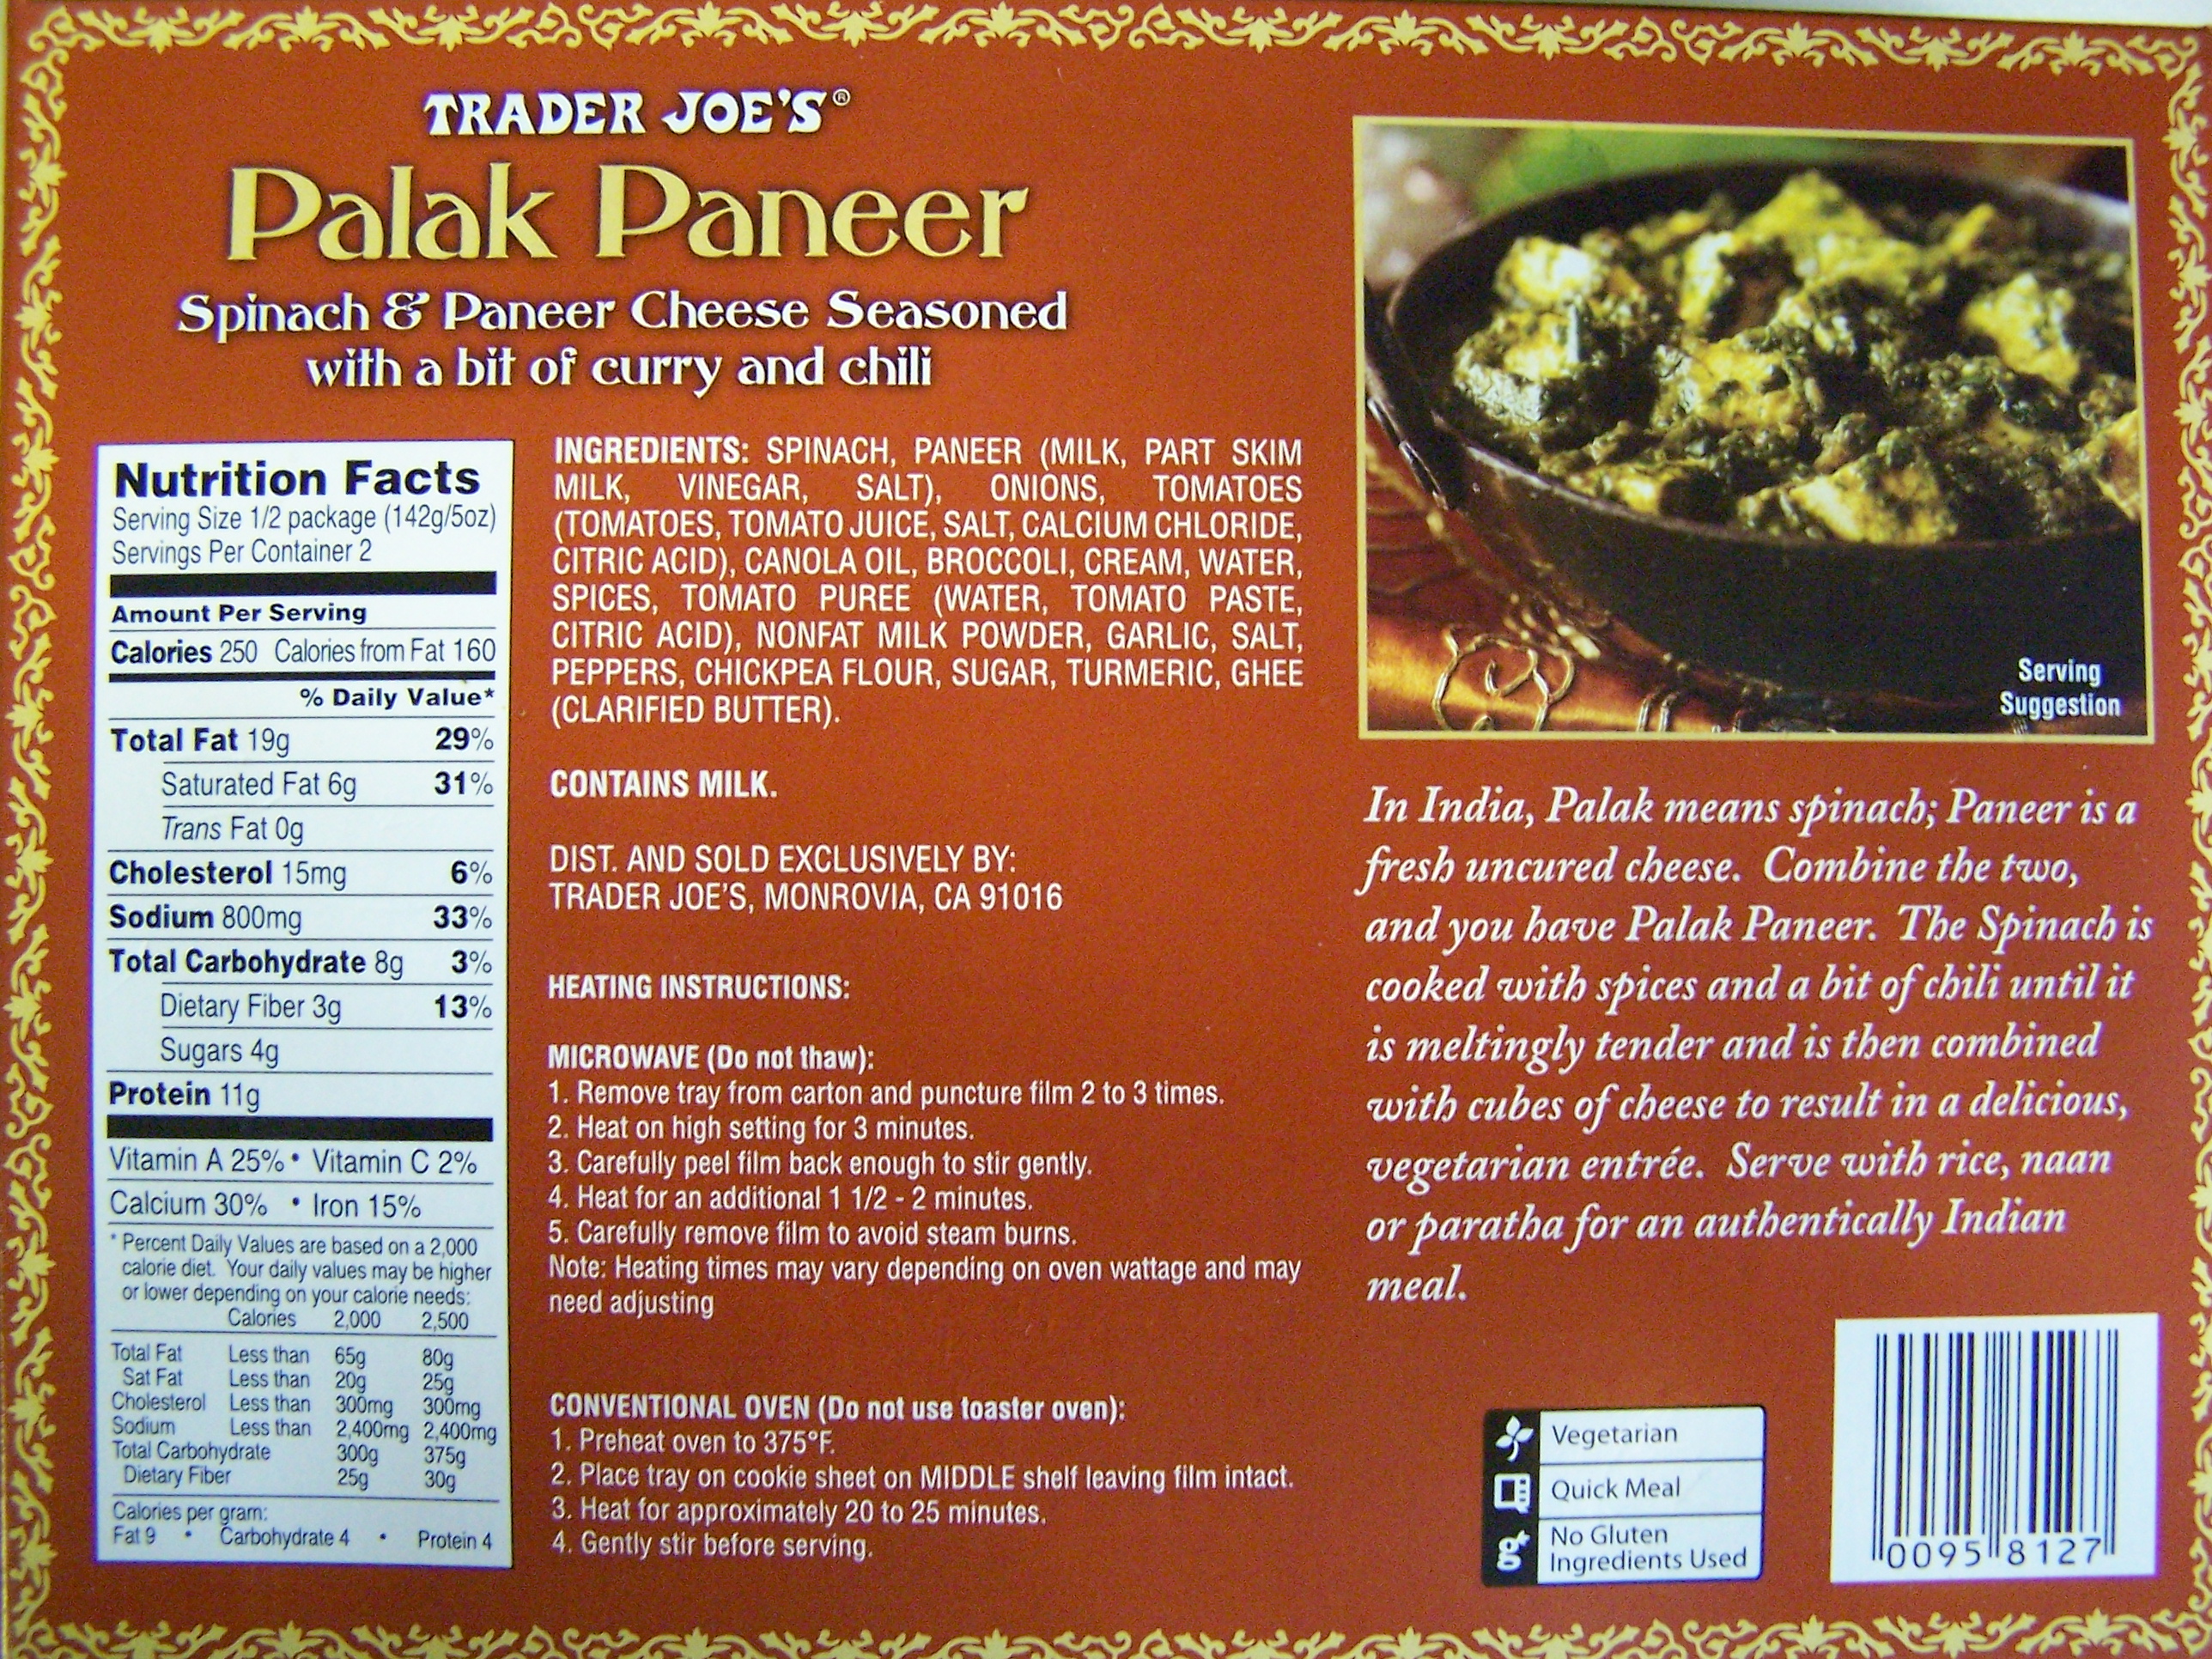 TRADER JOE'S®
Palak Paneer
Spinach & Paneer Cheese Seasoned
with a bit of curry and chili
Nutrition Facts
Serving Size 1/2 package (142g/5oz)
Servings Per Container 2
Amount Per Serving
Calories 250 Calories from Fat 160
% Daily Value*
Total Fat 19g 29%
Saturated Fat 6g 31%
Trans Fat 0g
Cholesterol 15mg 6%
Sodium 800mg 33%
Total Carbohydrate 8g 3%
Dietary Fiber 3g 13%
Sugars 4g
Protein 11g
Vitamin A 25% • Vitamin C 2%
Calcium 30% • Iron 15%
* Percent Daily Values are based on a 2,000
calorie diet. Your daily values may be higher
or lower depending on your calorie needs:
Calories 2,000 2,500
Total Fat Less than 65g 80g
Sat Fat Less than 20g 25g
Cholesterol Less than 300mg 300mg
Sodium Less than 2,400mg 2,400mg
Total Carbohydrate 300g 375g
Dietary Fiber 25g 30g
Calories per gram:
Fat 9 • Carbohydrate 4 • Protein 4
INGREDIENTS: SPINACH, PANEER (MILK, PART SKIM
MILK, VINEGAR, SALT), ONIONS, TOMATOES
(TOMATOES, TOMATO JUICE, SALT, CALCIUM CHLORIDE,
CITRIC ACID), CANOLA OIL, BROCCOLI, CREAM, WATER,
SPICES, TOMATO PUREE (WATER, TOMATO PASTE,
CITRIC ACID), NONFAT MILK POWDER, GARLIC, SALT,
PEPPERS, CHICKPEA FLOUR, SUGAR, TURMERIC, GHEE
(CLARIFIED BUTTER).
CONTAINS MILK.
DIST. AND SOLD EXCLUSIVELY BY:
TRADER JOE'S, MONROVIA, CA 91016
HEATING INSTRUCTIONS:
MICROWAVE (Do not thaw):
1. Remove tray from carton and puncture film 2 to 3 times.
2. Heat on high setting for 3 minutes.
3. Carefully peel film back enough to stir gently.
4. Heat for an additional 1 1/2 - 2 minutes.
5. Carefully remove film to avoid steam burns.
Note: Heating times may vary depending on oven wattage and may
need adjusting
CONVENTIONAL OVEN (Do not use toaster oven):
1. Preheat oven to 375°F.
2. Place tray on cookie sheet on MIDDLE shelf leaving film intact.
3. Heat for approximately 20 to 25 minutes.
4. Gently stir before serving.
Serving
Suggestion
In India, Palak means spinach; Paneer is a
fresh uncured cheese. Combine the two,
and you have Palak Paneer. The Spinach is
cooked with spices and a bit of chili until it
is meltingly tender and is then combined
with cubes of cheese to result in a delicious,
vegetarian entrée. Serve with rice, naan
or paratha for an authentically Indian
meal.
Vegetarian
Quick Meal
g No Gluten
Ingredients Used
0095 8127